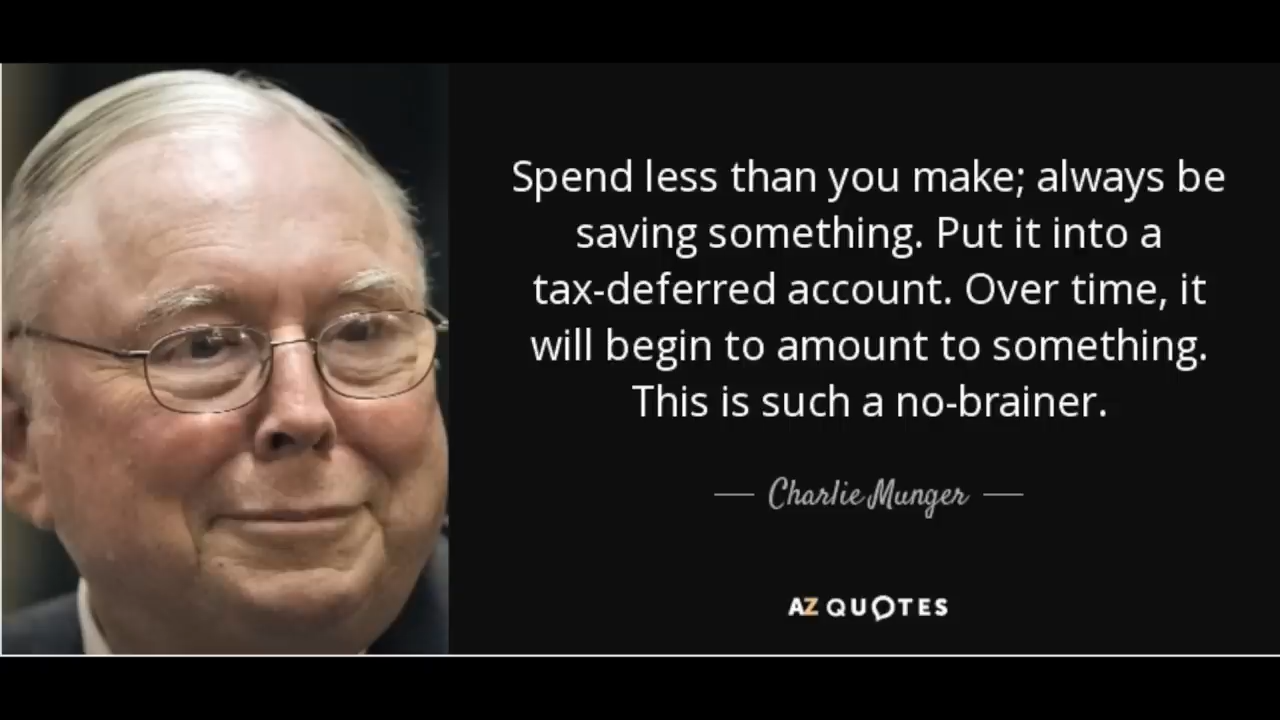 Spend less than you make; always be
saving something. Put it into a
tax-deferred account. Over time, it
will begin to amount to something.
This is such a no-brainer.
Charlie Munger
AZ QUOTES